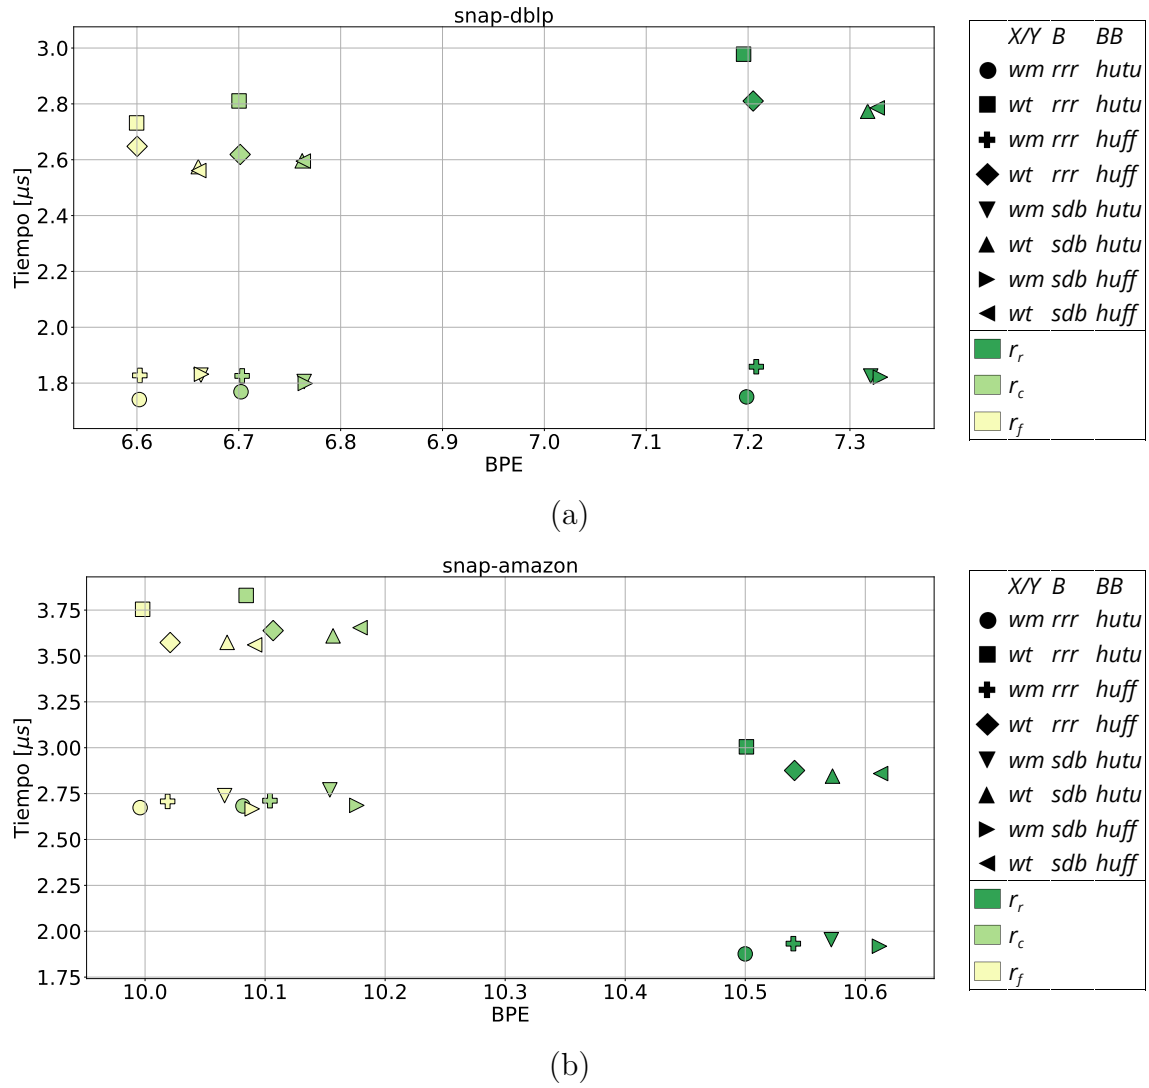 snap-dblp
3.0
2.8
2.6
2.4
2.2
2.0
1.8
Tiempo [μs]
6.6 6.7 6.8 6.9 7.0 7.1 7.2 7.3
BPE
X/Y B BB
wm rrr hutu
wt rrr hutu
wm rrr huff
wt rrr huff
wm sdb hutu
wt sdb hutu
wm sdb huff
wt sdb huff
r_r
r_c
r_f
(a)
snap-amazon
3.75
3.50
3.25
3.00
2.75
2.50
2.25
2.00
1.75
Tiempo [μs]
10.0 10.1 10.2 10.3 10.4 10.5 10.6
BPE
X/Y B BB
wm rrr hutu
wt rrr hutu
wm rrr huff
wt rrr huff
wm sdb hutu
wt sdb hutu
wm sdb huff
wt sdb huff
r_r
r_c
r_f
(b)